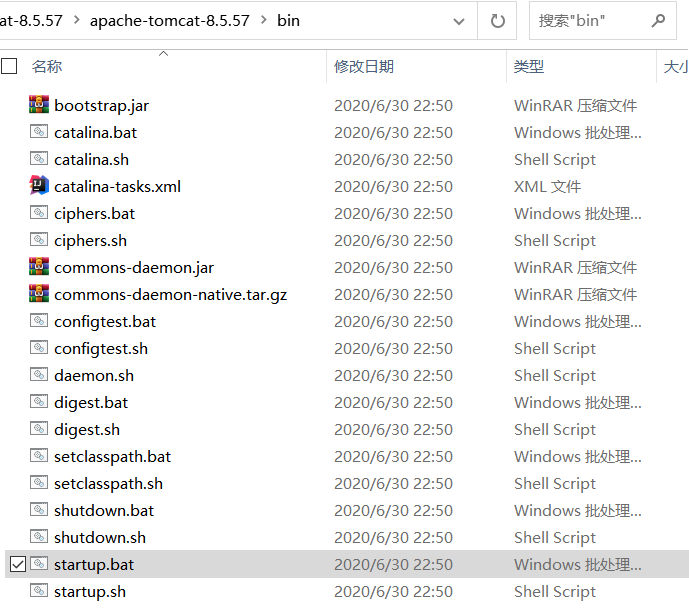 at-8.5.57 > apache-tomcat-8.5.57 > bin 搜索"bin"
名称 修改日期 类型 大小
bootstrap.jar 2020/6/30 22:50 WinRAR 压缩文件
catalina.bat 2020/6/30 22:50 Windows 批处理...
catalina.sh 2020/6/30 22:50 Shell Script
catalina-tasks.xml 2020/6/30 22:50 XML 文件
ciphers.bat 2020/6/30 22:50 Windows 批处理...
ciphers.sh 2020/6/30 22:50 Shell Script
commons-daemon.jar 2020/6/30 22:50 WinRAR 压缩文件
commons-daemon-native.tar.gz 2020/6/30 22:50 WinRAR 压缩文件
configtest.bat 2020/6/30 22:50 Windows 批处理...
configtest.sh 2020/6/30 22:50 Shell Script
daemon.sh 2020/6/30 22:50 Shell Script
digest.bat 2020/6/30 22:50 Windows 批处理...
digest.sh 2020/6/30 22:50 Shell Script
setclasspath.bat 2020/6/30 22:50 Windows 批处理...
setclasspath.sh 2020/6/30 22:50 Shell Script
shutdown.bat 2020/6/30 22:50 Windows 批处理...
shutdown.sh 2020/6/30 22:50 Shell Script
startup.bat 2020/6/30 22:50 Windows 批处理...
startup.sh 2020/6/30 22:50 Shell Script